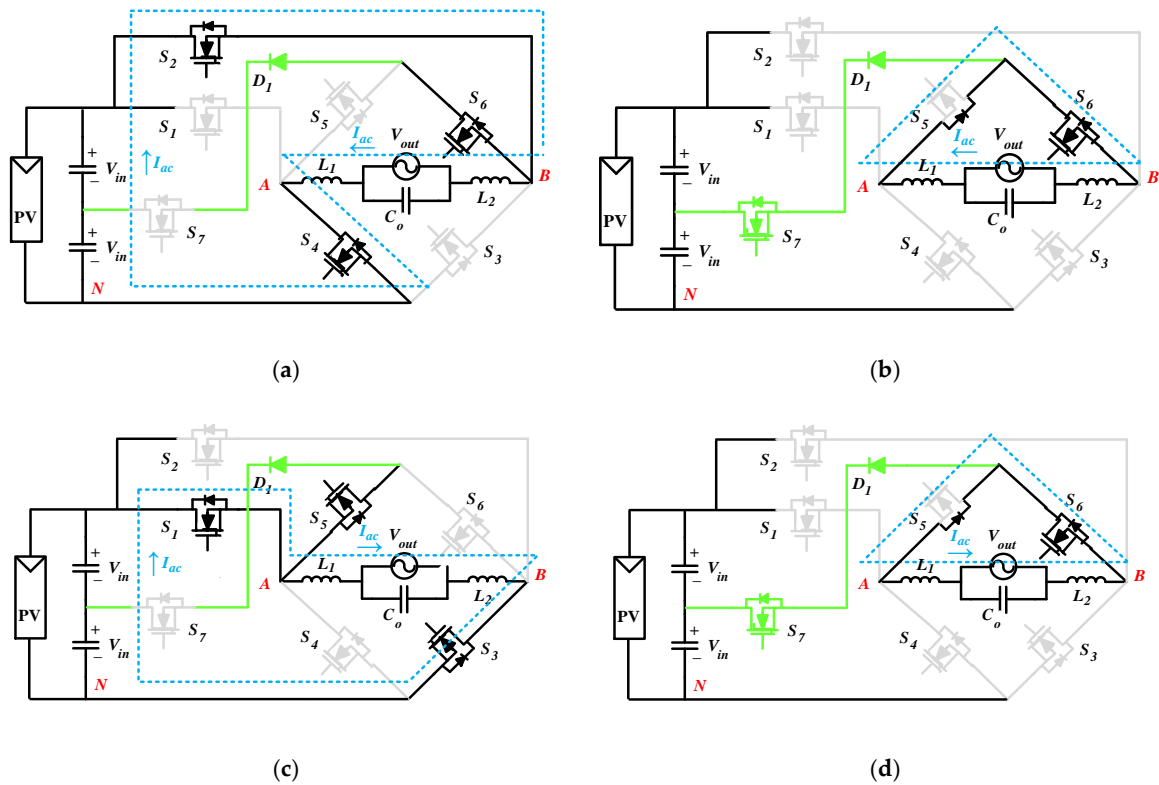 S2
D1
S1
S5
S6
Iac
Vout
+
Vin
−
Iac
L1
A
B
PV
Co
L2
S7
+
Vin
−
S4
S3
N
(a)
S2
D1
S1
S5
S6
Iac
Vout
+
Vin
−
L1
A
B
PV
Co
L2
S7
+
Vin
−
S4
S3
N
(b)
S2
D1
S1
S5
S6
Iac
Vout
+
Vin
−
Iac
L1
A
B
PV
Co
L2
S7
+
Vin
−
S4
S3
N
(c)
S2
D1
S1
S5
S6
Iac
Vout
+
Vin
−
L1
A
B
PV
Co
L2
S7
+
Vin
−
S4
S3
N
(d)